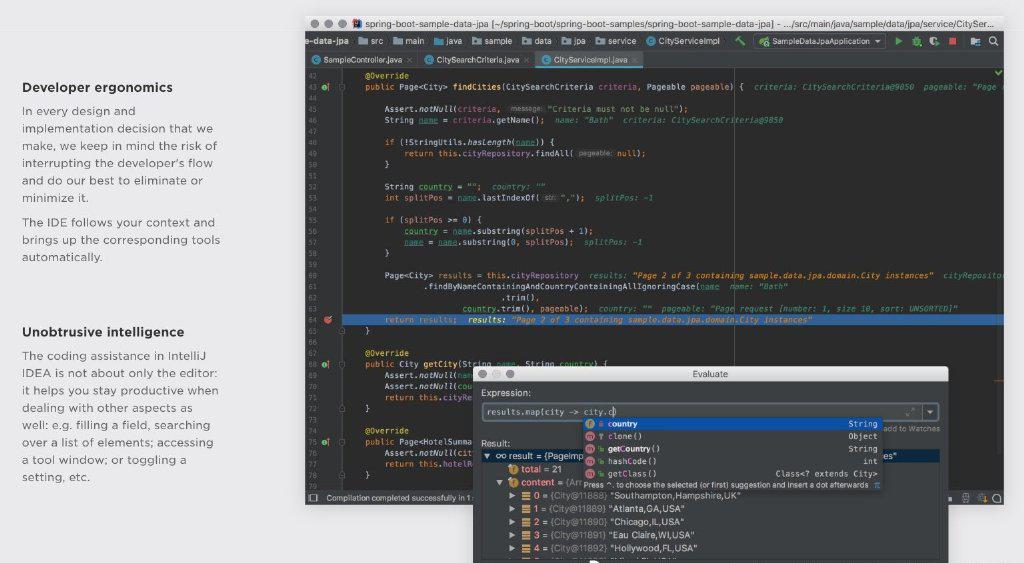 Developer ergonomics
In every design and
implementation decision that we
make, we keep in mind the risk of
interrupting the developer's flow
and do our best to eliminate or
minimize it.
The IDE follows your context and
brings up the corresponding tools
automatically.
Unobtrusive intelligence
The coding assistance in IntelliJ
IDEA is not about only the editor:
it helps you stay productive when
dealing with other aspects as
well: e.g. filling a field, searching
over a list of elements; accessing
a tool window; or toggling a
setting, etc.
spring-boot-sample-data-jpa [~/spring-boot/spring-boot-samples/spring-boot-sample-data-jpa] - .../src/main/java/sample/data/jpa/service/CitySer...
e-data-jpa src main java sample data jpa service CityServiceImpl SampleDataJpaApplication
SampleController.java CitySearchCriteria.java CityServiceImpl.java
42 @Override
43 public Page<City> findCities(CitySearchCriteria criteria, Pageable pageable) { criteria: CitySearchCriteria@9850 pageable: "Page
44
45 Assert.notNull(criteria, message: "Criteria must not be null");
46 String name = criteria.getName(); name: "Bath" criteria: CitySearchCriteria@9850
47
48 if (!StringUtils.hasLength(name)) {
49 return this.cityRepository.findAll( pageable: null);
50 }
51
52 String country = ""; country: ""
53 int splitPos = name.lastIndexOf( str: ","); splitPos: -1
54
55 if (splitPos >= 0) {
56 country = name.substring(splitPos + 1);
57 name = name.substring(0, splitPos); splitPos: -1
58 }
59
60 Page<City> results = this.cityRepository results: "Page 2 of 3 containing sample.data.jpa.domain.City instances" cityRepositor
61 .findByNameContainingAndCountryContainingAllIgnoringCase(name name: "Bath"
62 .trim(),
63 country.trim(), pageable); country: "" pageable: "Page request [number: 1, size 10, sort: UNSORTED]"
64 return results; results: "Page 2 of 3 containing sample.data.jpa.domain.City instances"
65 }
66
67 @Override
68 public City getCity(String name, String country) {
69 Assert.notNull(nam
70 Assert.notNull(cou
71 return this.cityRe
72 }
73
74 @Override
75 public Page<HotelSumma
76 Assert.notNull(cit
77 return this.hotelR
78 }
79
Compilation completed successfully in 1 s
Evaluate
Expression:
results.map(city -> city.c)
country String
clone() Object
getCountry() String
hashCode() int
getClass() Class<? extends City>
Press ^. to choose the selected (or first) suggestion and insert a dot afterwards π
add to Watches
Result:
result = {PageImp es"
total = 21
content = {Arr
0 = {City@11888} "Southampton,Hampshire,UK"
1 = {City@11889} "Atlanta,GA,USA"
2 = {City@11890} "Chicago,IL,USA"
3 = {City@11891} "Eau Claire,WI,USA"
4 = {City@11892} "Hollywood,FL,USA"